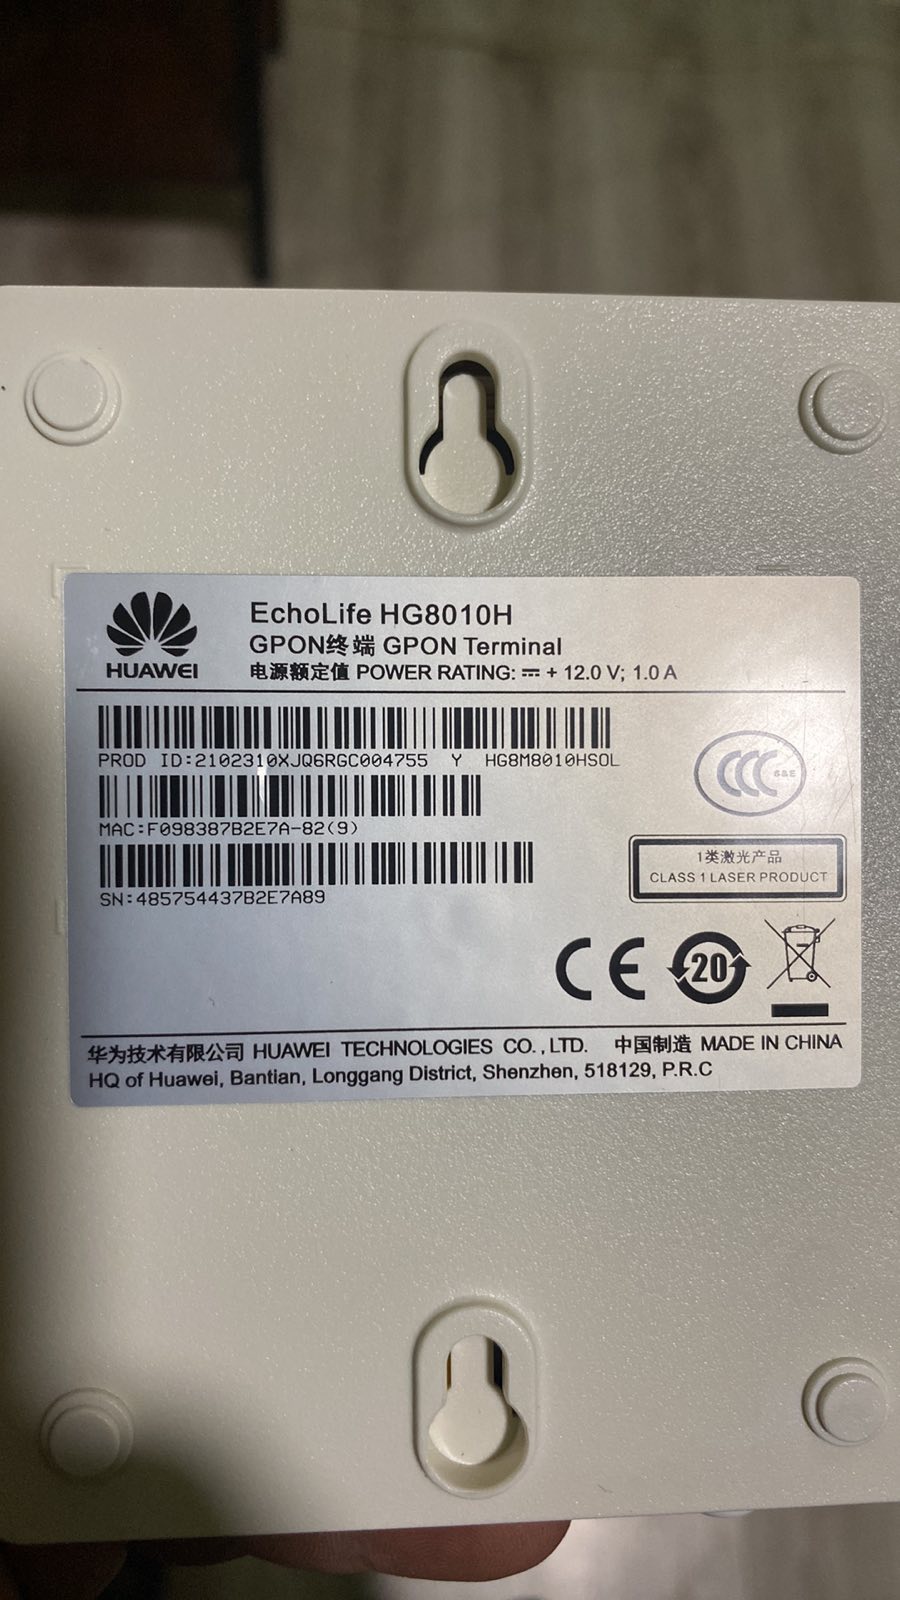 HUAWEI
EchoLife HG8010H
GPON终端 GPON Terminal
电源额定值 POWER RATING: ⎓ + 12.0 V; 1.0 A
PROD ID:2102310XJQ6RGC004755 Y HG8M8010HSOL
MAC:F098387B2E7A-82(9)
SN:485754437B2E7A89
CCC S&E
1类激光产品
CLASS 1 LASER PRODUCT
CE 20
华为技术有限公司 HUAWEI TECHNOLOGIES CO.,LTD. 中国制造 MADE IN CHINA
HQ of Huawei, Bantian, Longgang District, Shenzhen, 518129, P.R.C